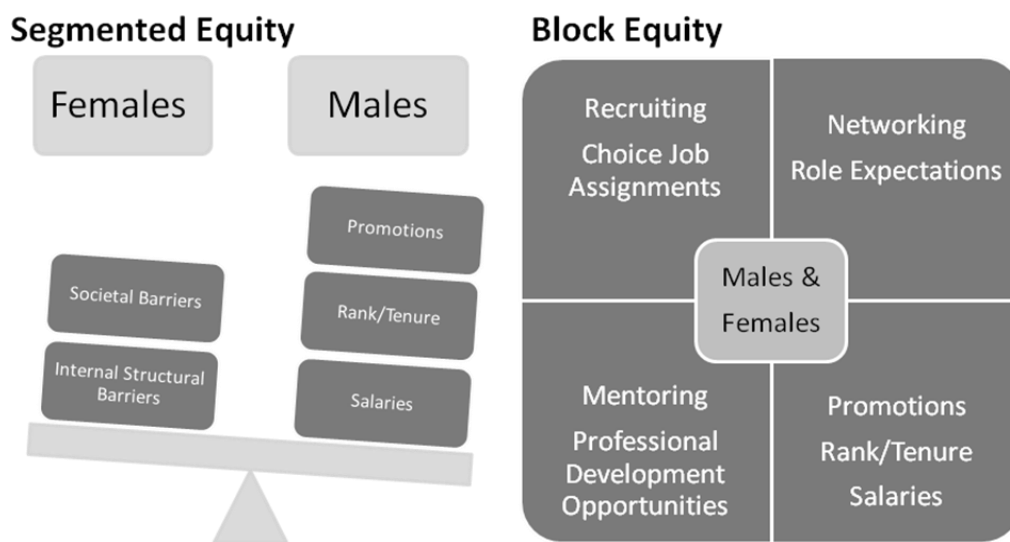 Segmented Equity
Females
Males
Promotions
Societal Barriers
Rank/Tenure
Internal Structural
Barriers
Salaries
Block Equity
Recruiting
Choice Job
Assignments
Networking
Role Expectations
Males &
Females
Mentoring
Professional
Development
Opportunities
Promotions
Rank/Tenure
Salaries